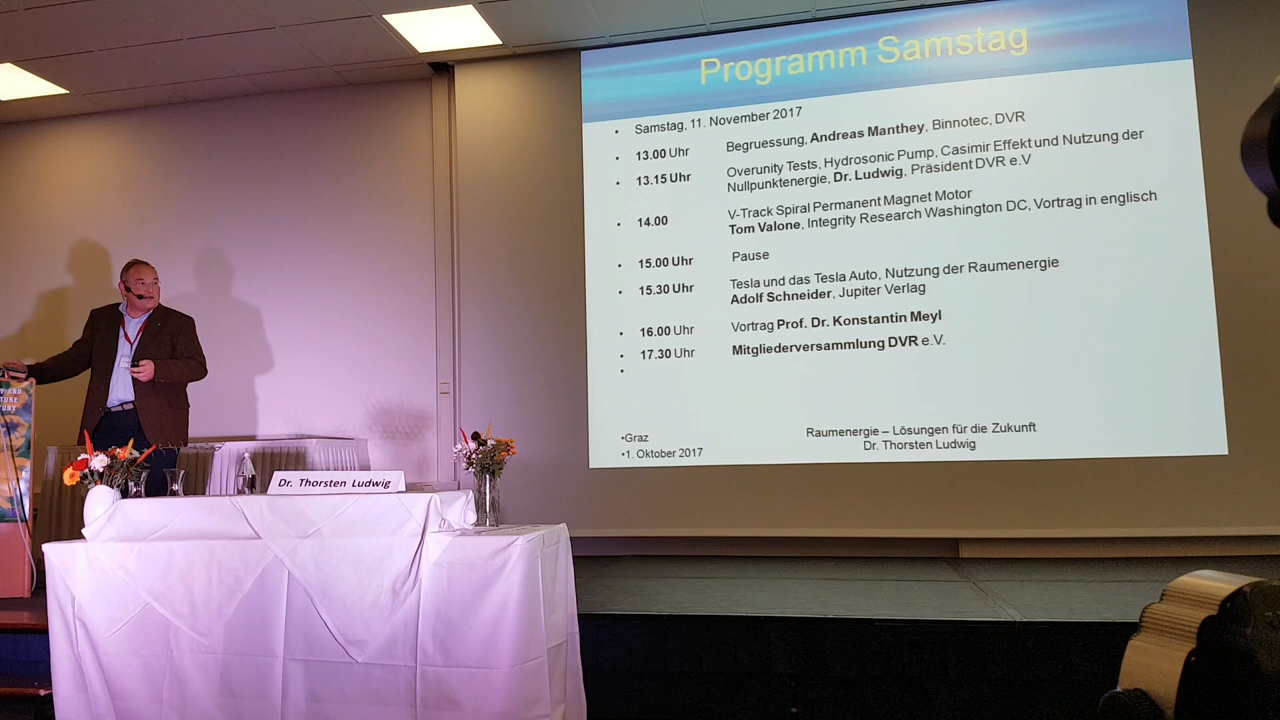 Programm Samstag
• Samstag, 11. November 2017
• 13.00 Uhr Begruessung, Andreas Manthey, Binnotec, DVR
• 13.15 Uhr Overunity Tests, Hydrosonic Pump, Casimir Effekt und Nutzung der
Nullpunktenergie, Dr. Ludwig, Präsident DVR e.V
• 14.00 V-Track Spiral Permanent Magnet Motor
Tom Valone, Integrity Research Washington DC, Vortrag in englisch
• 15.00 Uhr Pause
• 15.30 Uhr Tesla und das Tesla Auto, Nutzung der Raumenergie
Adolf Schneider, Jupiter Verlag
• 16.00 Uhr Vortrag Prof. Dr. Konstantin Meyl
• 17.30 Uhr Mitgliederversammlung DVR e.V.
•
•Graz
•1. Oktober 2017
Raumenergie – Lösungen für die Zukunft
Dr. Thorsten Ludwig
Dr. Thorsten Ludwig